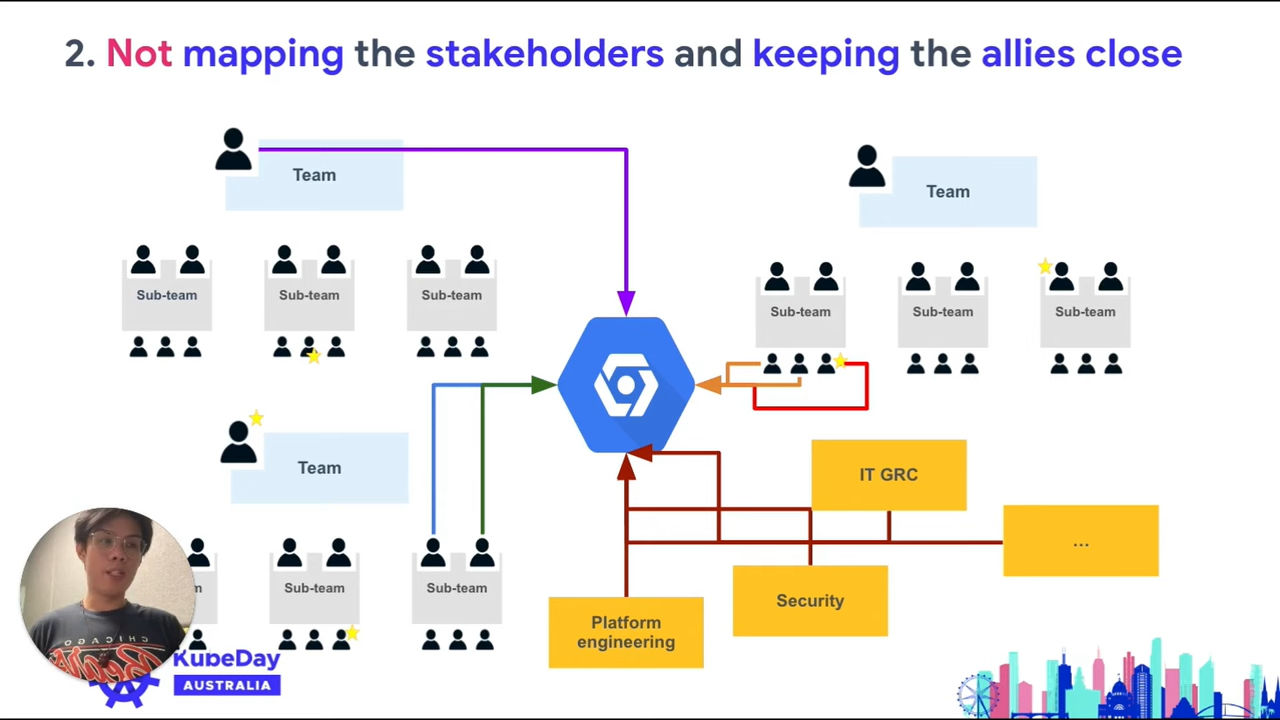 2. Not mapping the stakeholders and keeping the allies close
Team
Team
Sub-team
Sub-team
Sub-team
Sub-team
Sub-team
Sub-team
Team
IT GRC
...
Sub-team
Sub-team
Security
Platform
engineering
CHICAGO
KubeDay
AUSTRALIA